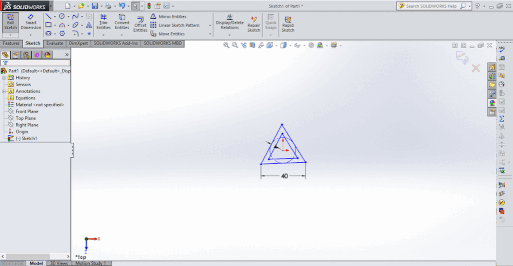 SOLIDWORKS
Sketch1 of Part1 *
Search SolidWorks Help
Exit Sketch
Smart Dimension
Trim Entities
Convert Entities
Offset Entities
Mirror Entities
Linear Sketch Pattern
Move Entities
Display/Delete Relations
Repair Sketch
Quick Snaps
Rapid Sketch
Features
Sketch
Evaluate
DimXpert
SOLIDWORKS Add-Ins
SOLIDWORKS MBD
Part1 (Default<<Default>_Disp
History
Sensors
Annotations
Equations
Material <not specified>
Front Plane
Top Plane
Right Plane
Origin
(-) Sketch1
40
*Top
Model
3D Views
Motion Study 1